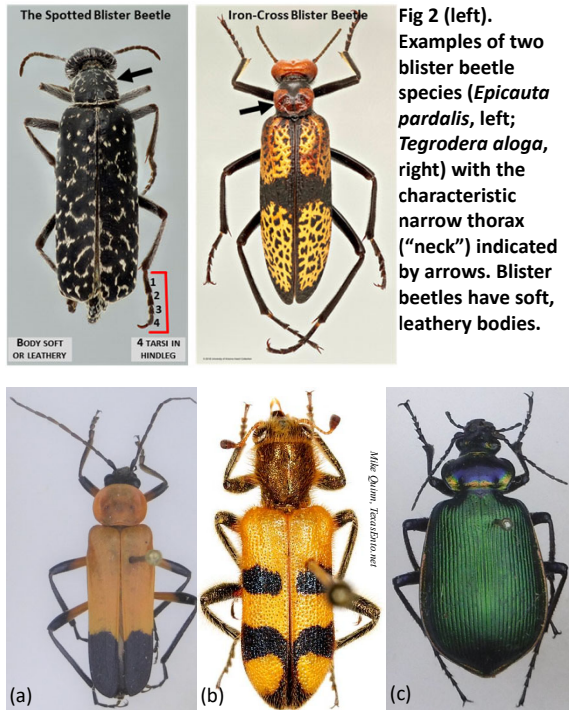 The Spotted Blister Beetle
Iron-Cross Blister Beetle
1
2
3
4
BODY SOFT
OR LEATHERY
4 TARSI IN
HINDLEG
Fig 2 (left).
Examples of two
blister beetle
species (Epicauta
pardalis, left;
Tegrodera aloga,
right) with the
characteristic
narrow thorax
(“neck”) indicated
by arrows. Blister
beetles have soft,
leathery bodies.
Mike Quinn, TexasEnto.net
(a)
(b)
(c)